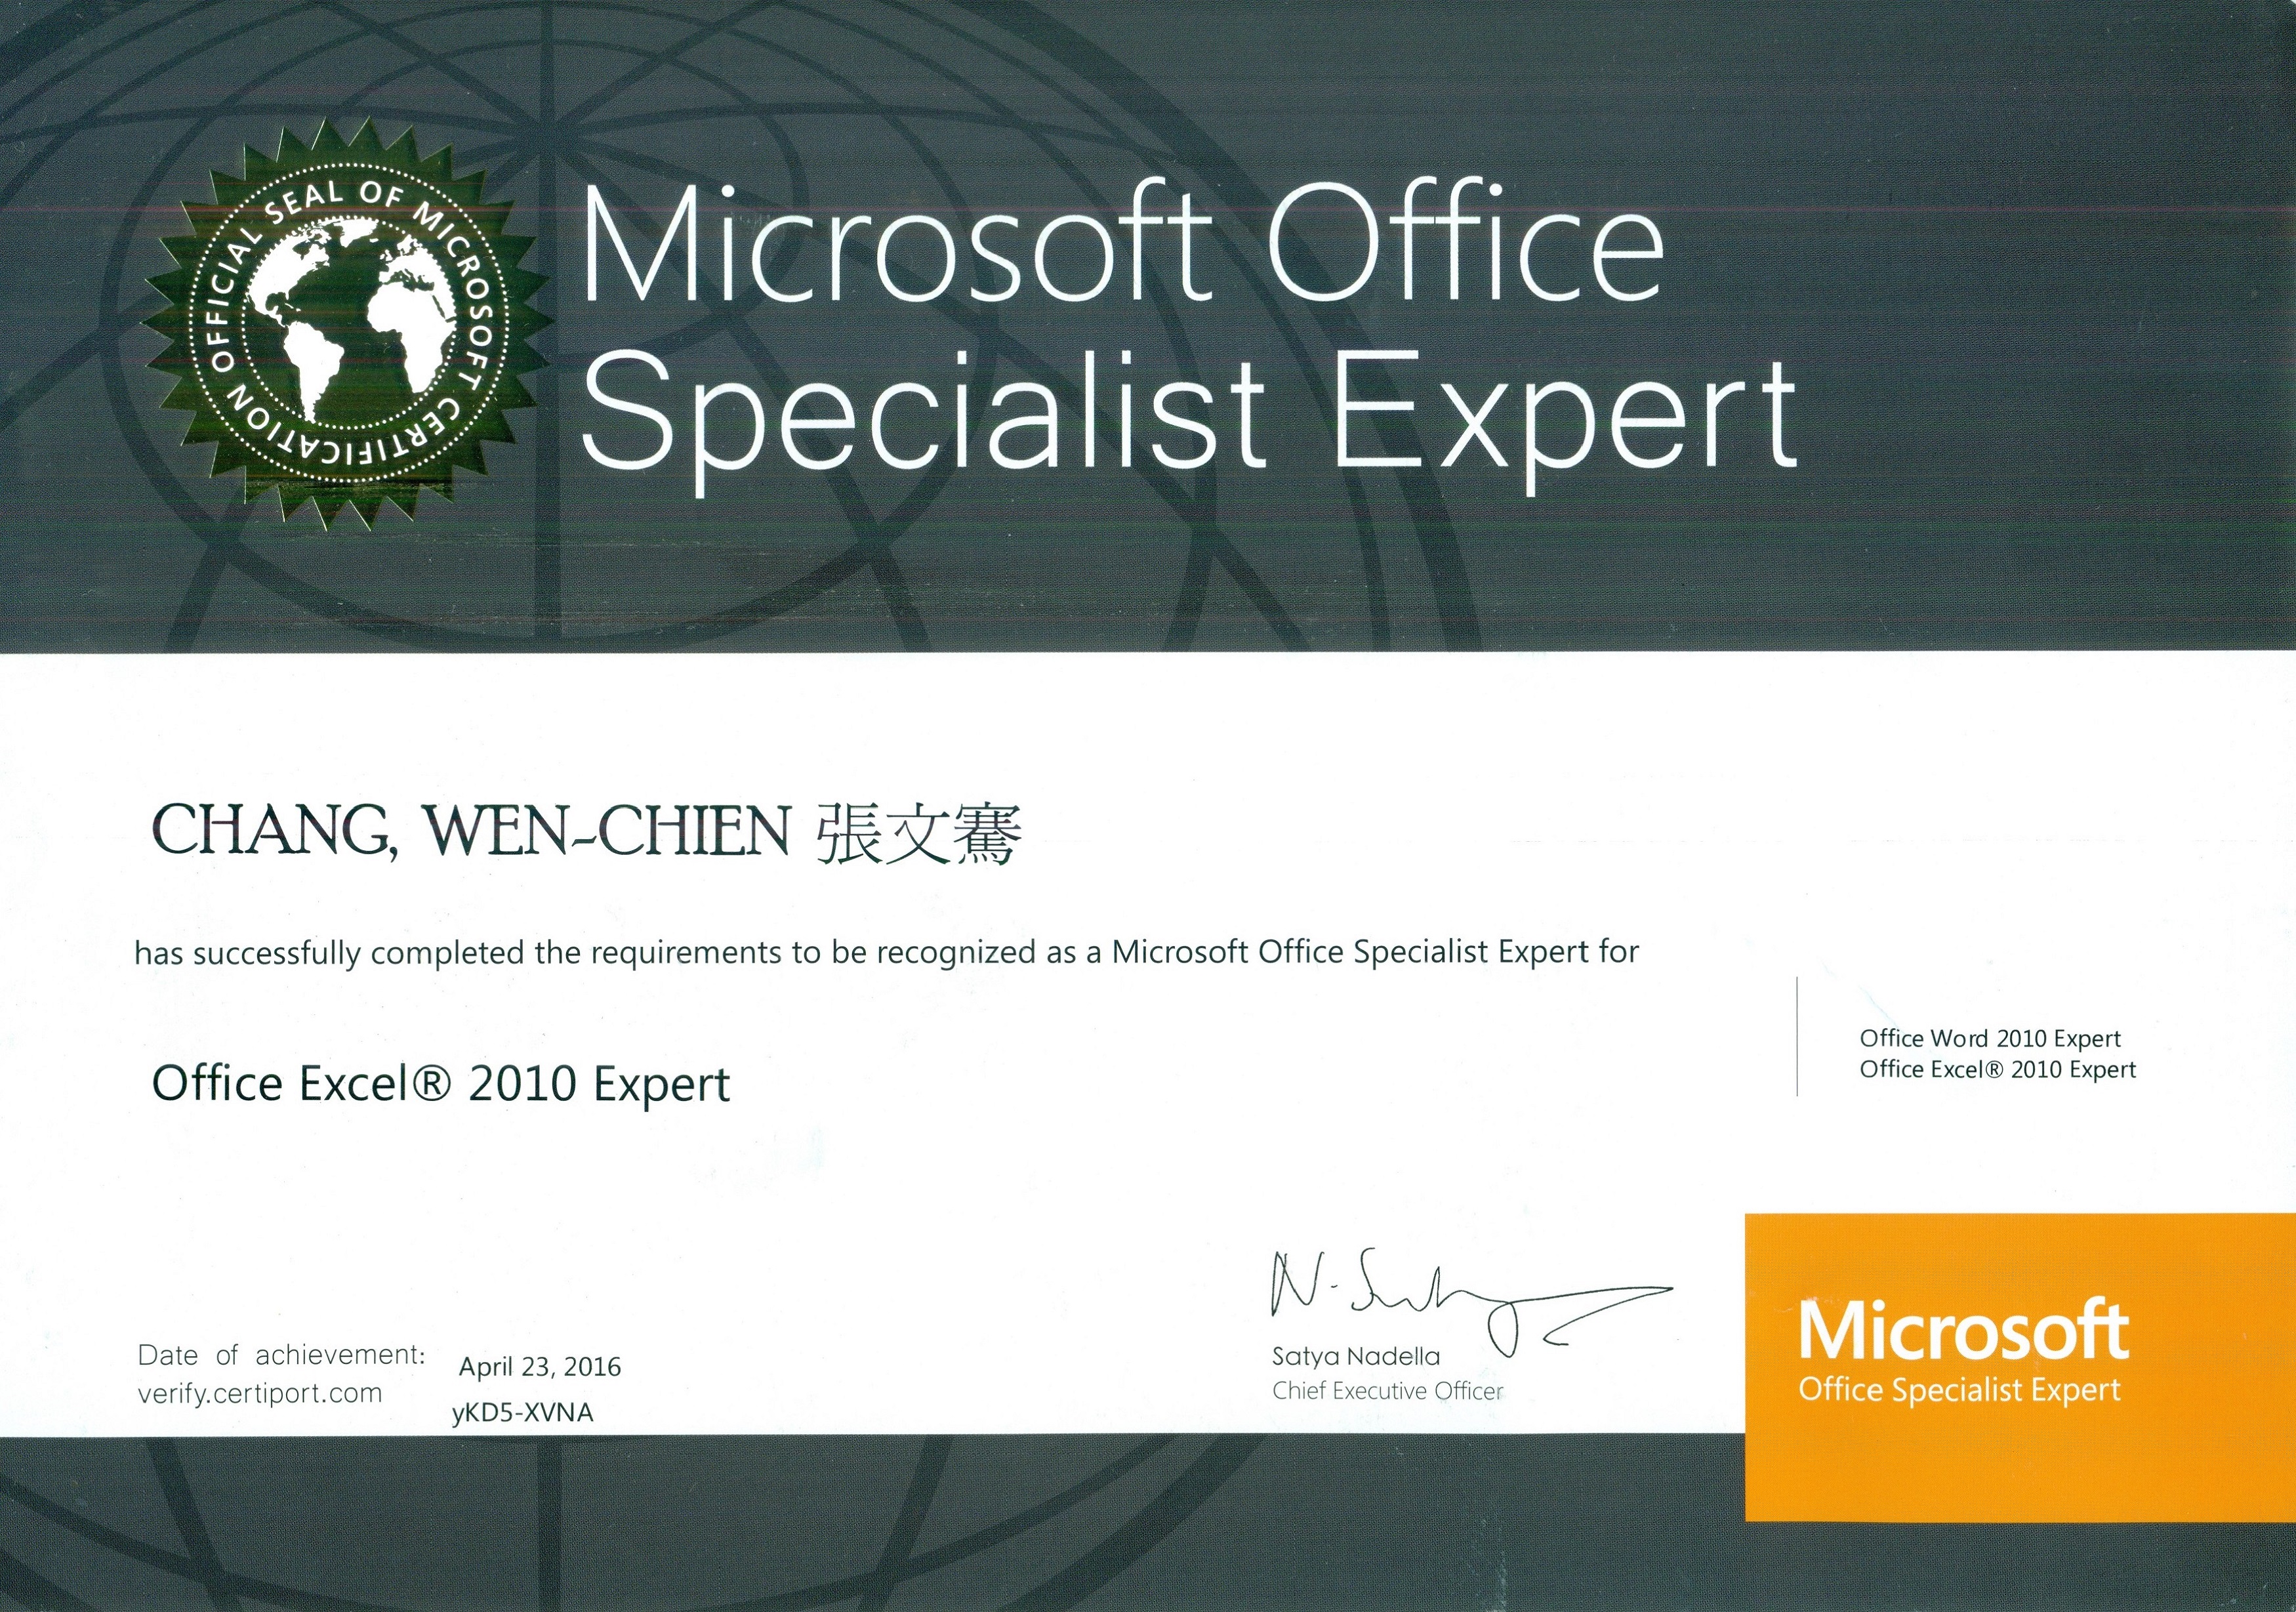 OFFICIAL SEAL OF MICROSOFT CERTIFICATION
Microsoft Office
Specialist Expert
CHANG, WEN-CHIEN 張文騫
has successfully completed the requirements to be recognized as a Microsoft Office Specialist Expert for
Office Word 2010 Expert
Office Excel® 2010 Expert
Office Excel® 2010 Expert
N. Satya
Satya Nadella
Chief Executive Officer
Date of achievement: April 23, 2016
verify.certiport.com yKD5-XVNA
Microsoft
Office Specialist Expert